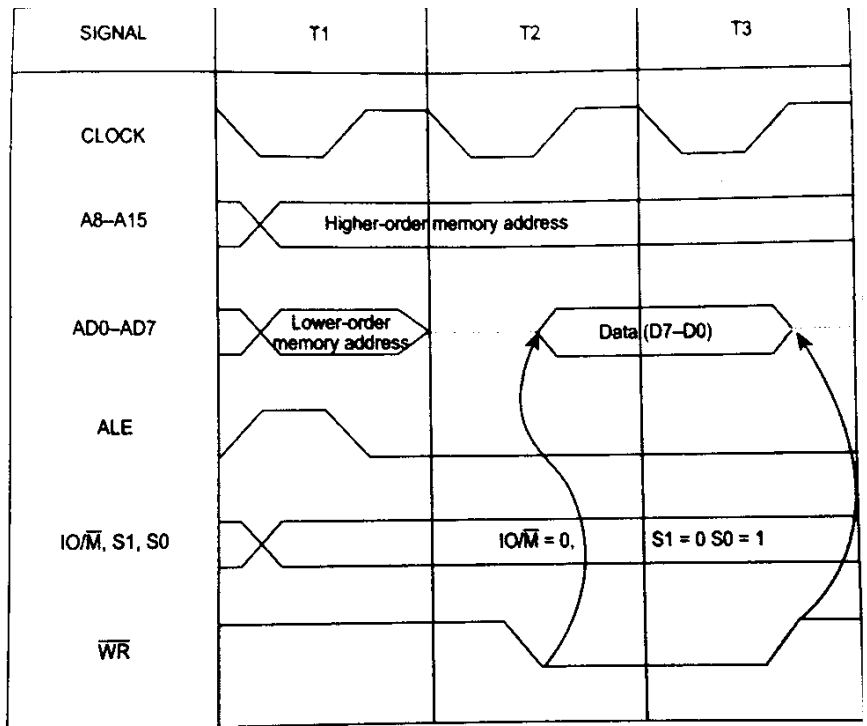 SIGNAL T1 T2 T3
CLOCK
A8–A15 Higher-order memory address
AD0–AD7 Lower-order memory address Data (D7–D0)
ALE
IO/M̅, S1, S0 IO/M̅ = 0, S1 = 0 S0 = 1
W̅R̅